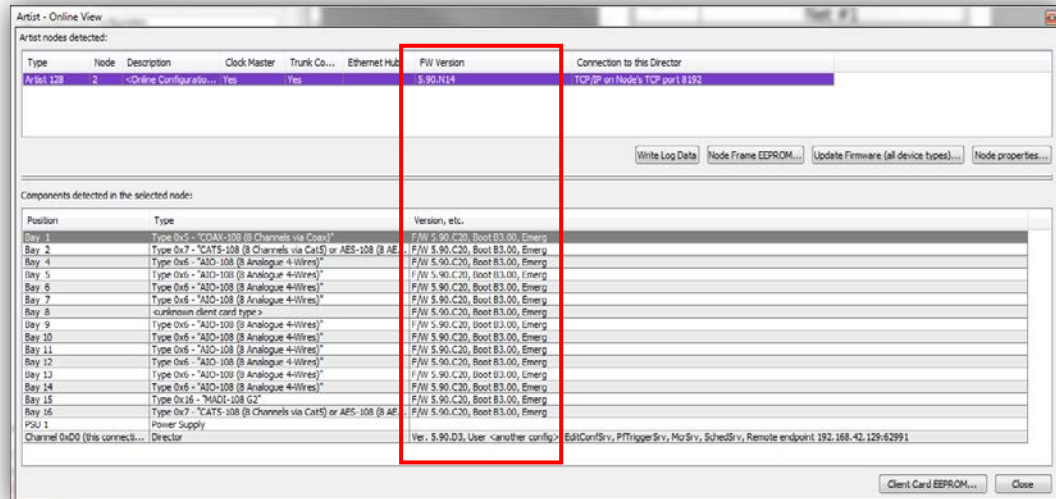 Artist - Online View
Artist nodes detected:
Type Node Description Clock Master Trunk Co... Ethernet Hub FW Version Connection to this Director
Artist 128 2 <Online Configuratio... Yes Yes 5.90.N14 TCP/IP on Node's TCP port 8192
Write Log Data Node Frame EEPROM... Update Firmware (all device types)... Node properties...
Components detected in the selected node:
Position Type Version, etc.
Bay 1 Type 0x5 - "COAX-108 (8 Channels via Coax)" F/W 5.90.C20, Boot B3.00, Emerg
Bay 2 Type 0x7 - "CAT5-108 (8 Channels via Cat5) or AES-108 (8 AE... F/W 5.90.C20, Boot B3.00, Emerg
Bay 4 Type 0x6 - "AIO-108 (8 Analogue 4-Wires)" F/W 5.90.C20, Boot B3.00, Emerg
Bay 5 Type 0x6 - "AIO-108 (8 Analogue 4-Wires)" F/W 5.90.C20, Boot B3.00, Emerg
Bay 6 Type 0x6 - "AIO-108 (8 Analogue 4-Wires)" F/W 5.90.C20, Boot B3.00, Emerg
Bay 7 Type 0x6 - "AIO-108 (8 Analogue 4-Wires)" F/W 5.90.C20, Boot B3.00, Emerg
Bay 8 <unknown client card type> F/W 5.90.C20, Boot B3.00, Emerg
Bay 9 Type 0x6 - "AIO-108 (8 Analogue 4-Wires)" F/W 5.90.C20, Boot B3.00, Emerg
Bay 10 Type 0x6 - "AIO-108 (8 Analogue 4-Wires)" F/W 5.90.C20, Boot B3.00, Emerg
Bay 11 Type 0x6 - "AIO-108 (8 Analogue 4-Wires)" F/W 5.90.C20, Boot B3.00, Emerg
Bay 12 Type 0x6 - "AIO-108 (8 Analogue 4-Wires)" F/W 5.90.C20, Boot B3.00, Emerg
Bay 13 Type 0x6 - "AIO-108 (8 Analogue 4-Wires)" F/W 5.90.C20, Boot B3.00, Emerg
Bay 14 Type 0x6 - "AIO-108 (8 Analogue 4-Wires)" F/W 5.90.C20, Boot B3.00, Emerg
Bay 15 Type 0x16 - "MADI-108 G2" F/W 5.90.C20, Boot B3.00, Emerg
Bay 16 Type 0x7 - "CAT5-108 (8 Channels via Cat5) or AES-108 (8 AE... F/W 5.90.C20, Boot B3.00, Emerg
PSU 1 Power Supply
Channel 0xD0 (this connecti... Director Ver. 5.90.D3, User <another config>, EditConfSrv, PfTriggerSrv, McrSrv, SchedSrv, Remote endpoint 192.168.42.129:62991
Client Card EEPROM... Close